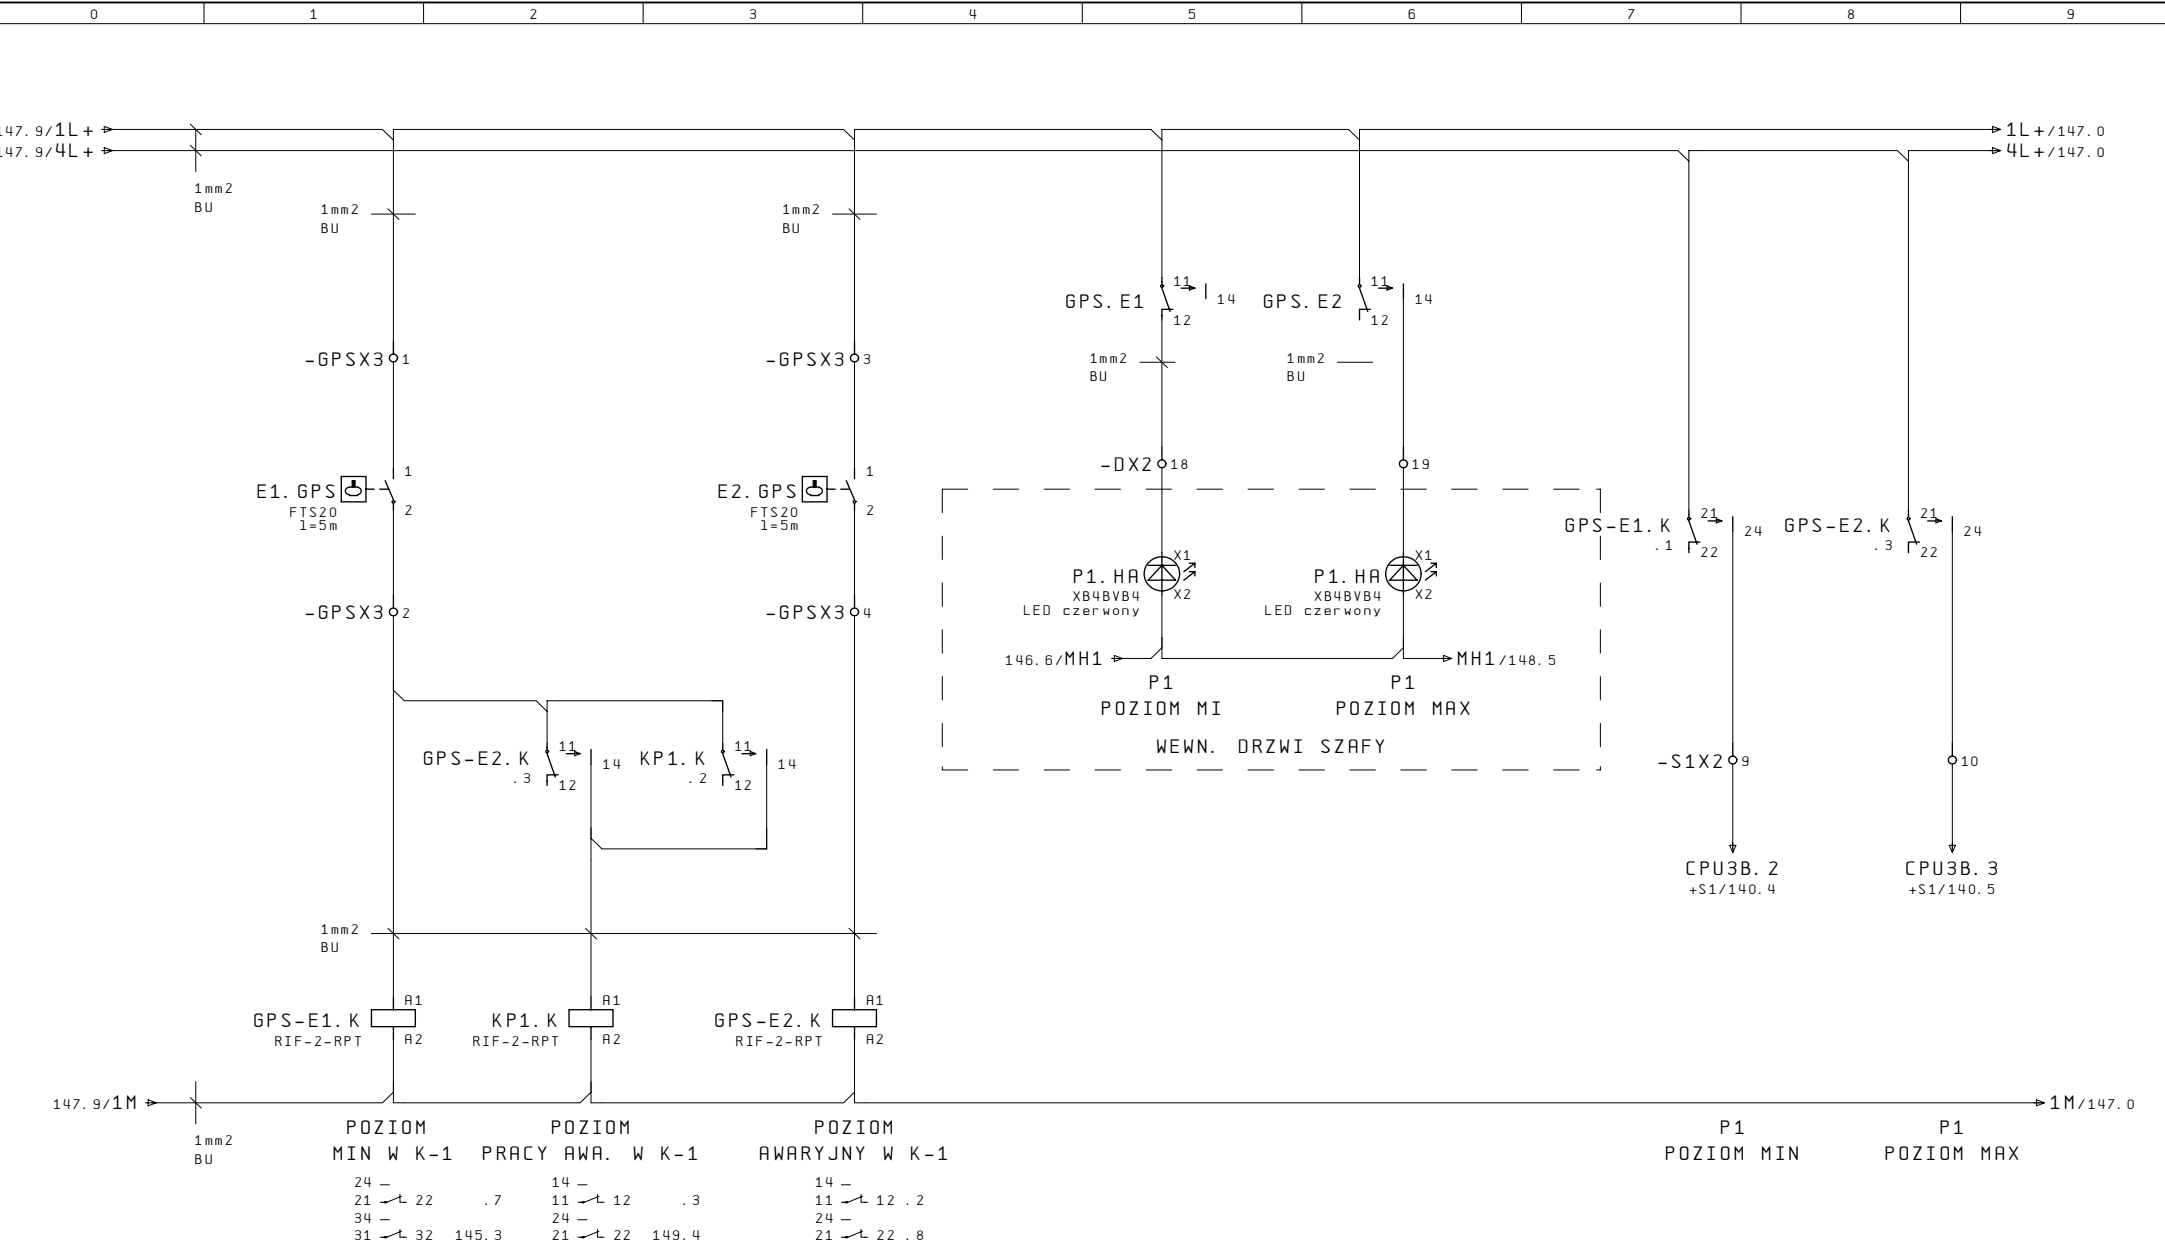 0 1 2 3 4 5 6 7 8 9
147.9/1L+
1L+/147.0
147.9/4L+
4L+/147.0
1mm2
BU
1mm2
BU
1mm2
BU
GPS.E1 11 14 12
GPS.E2 11 14 12
-GPSX3 1
-GPSX3 3
1mm2
BU
1mm2
BU
-DX2 18
19
E1.GPS 1 2
FTS20
l=5m
E2.GPS 1 2
FTS20
l=5m
GPS-E1.K 21 24
.1 22
GPS-E2.K 21 24
.3 22
P1.HA X1
XB4BVB4 X2
LED czerwony
P1.HA X1
XB4BVB4 X2
LED czerwony
-GPSX3 2
-GPSX3 4
146.6/MH1
MH1/148.5
P1
POZIOM MI
P1
POZIOM MAX
WEWN. DRZWI SZAFY
GPS-E2.K 11 14
.3 12
KP1.K 11 14
.2 12
-S1X2 9
10
CPU3B.2
+S1/140.4
CPU3B.3
+S1/140.5
1mm2
BU
GPS-E1.K A1
RIF-2-RPT A2
KP1.K A1
RIF-2-RPT A2
GPS-E2.K A1
RIF-2-RPT A2
147.9/1M
1M/147.0
1mm2
BU
POZIOM
MIN W K-1
POZIOM
PRACY AWA. W K-1
POZIOM
AWARYJNY W K-1
P1
POZIOM MIN
P1
POZIOM MAX
24
21 22 .7
34
31 32 145.3
14
11 12 .3
24
21 22 149.4
14
11 12 .2
24
21 22 .8